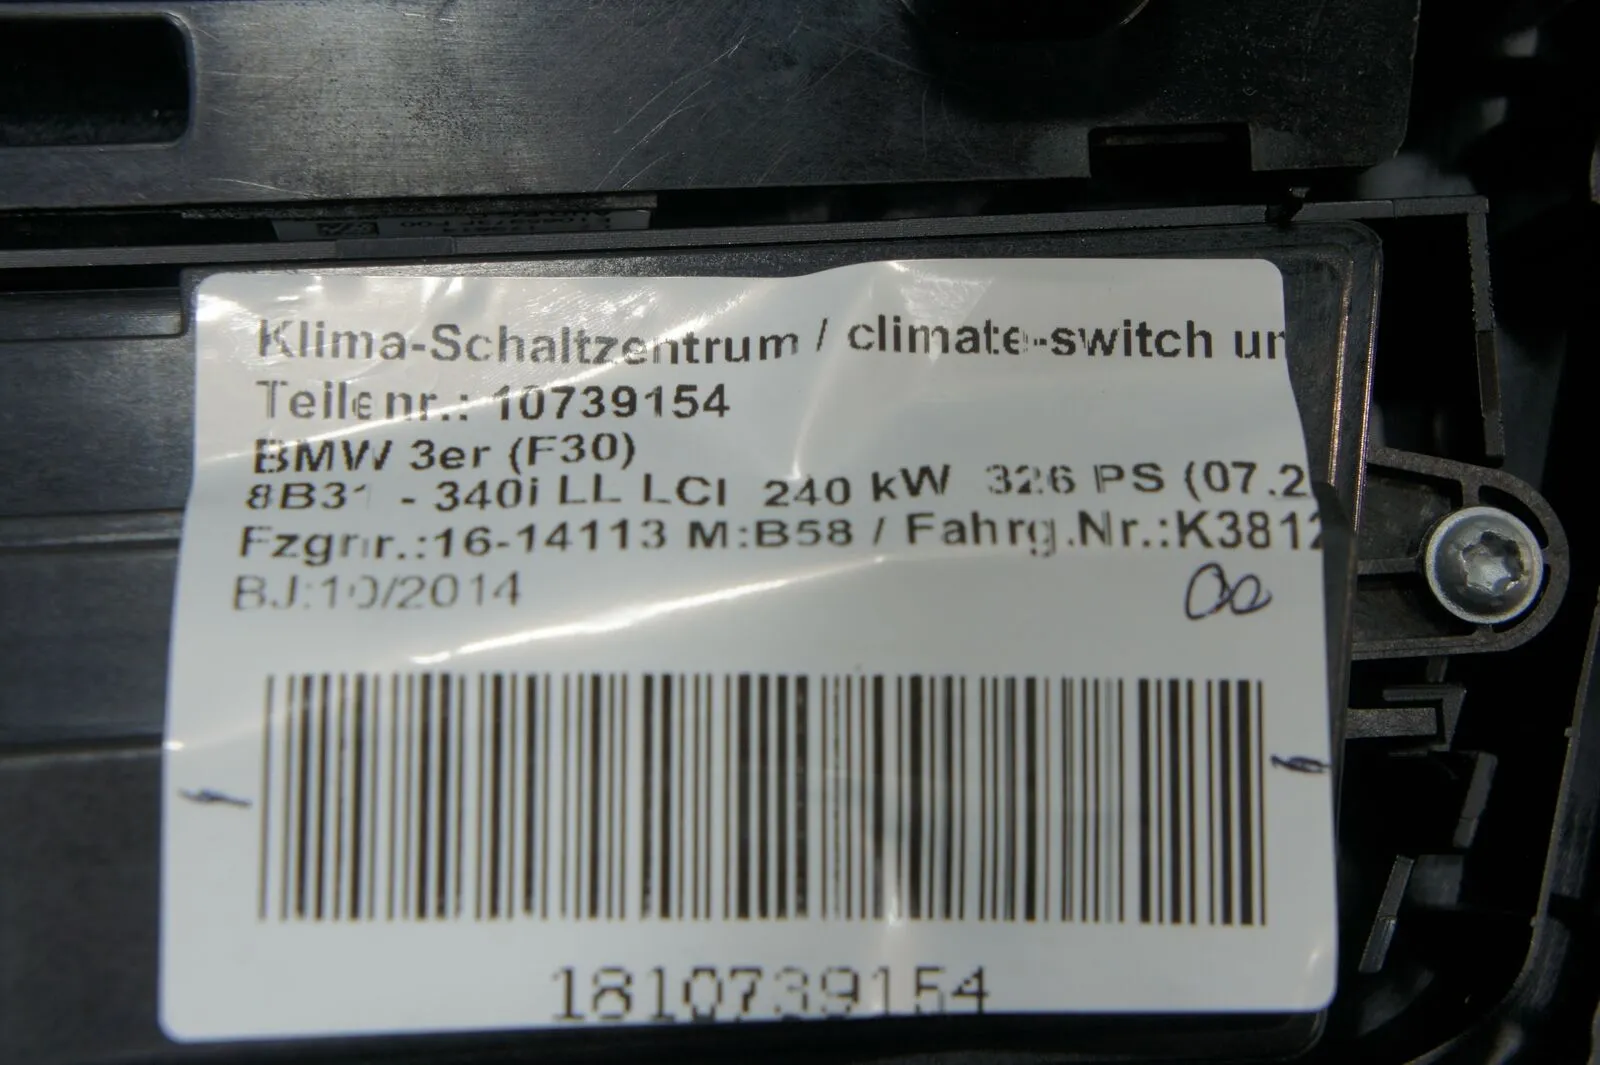 Klima-Schaltzentrum / climate-switch un
Teilenr.: 10739154
BMW 3er (F30)
8B31 - 340i LL LCI 240 kW 326 PS (07.2
Fzgnr.:16-14113 M:B58 / Fahrg.Nr.:K3812
BJ:10/2014
1810739154